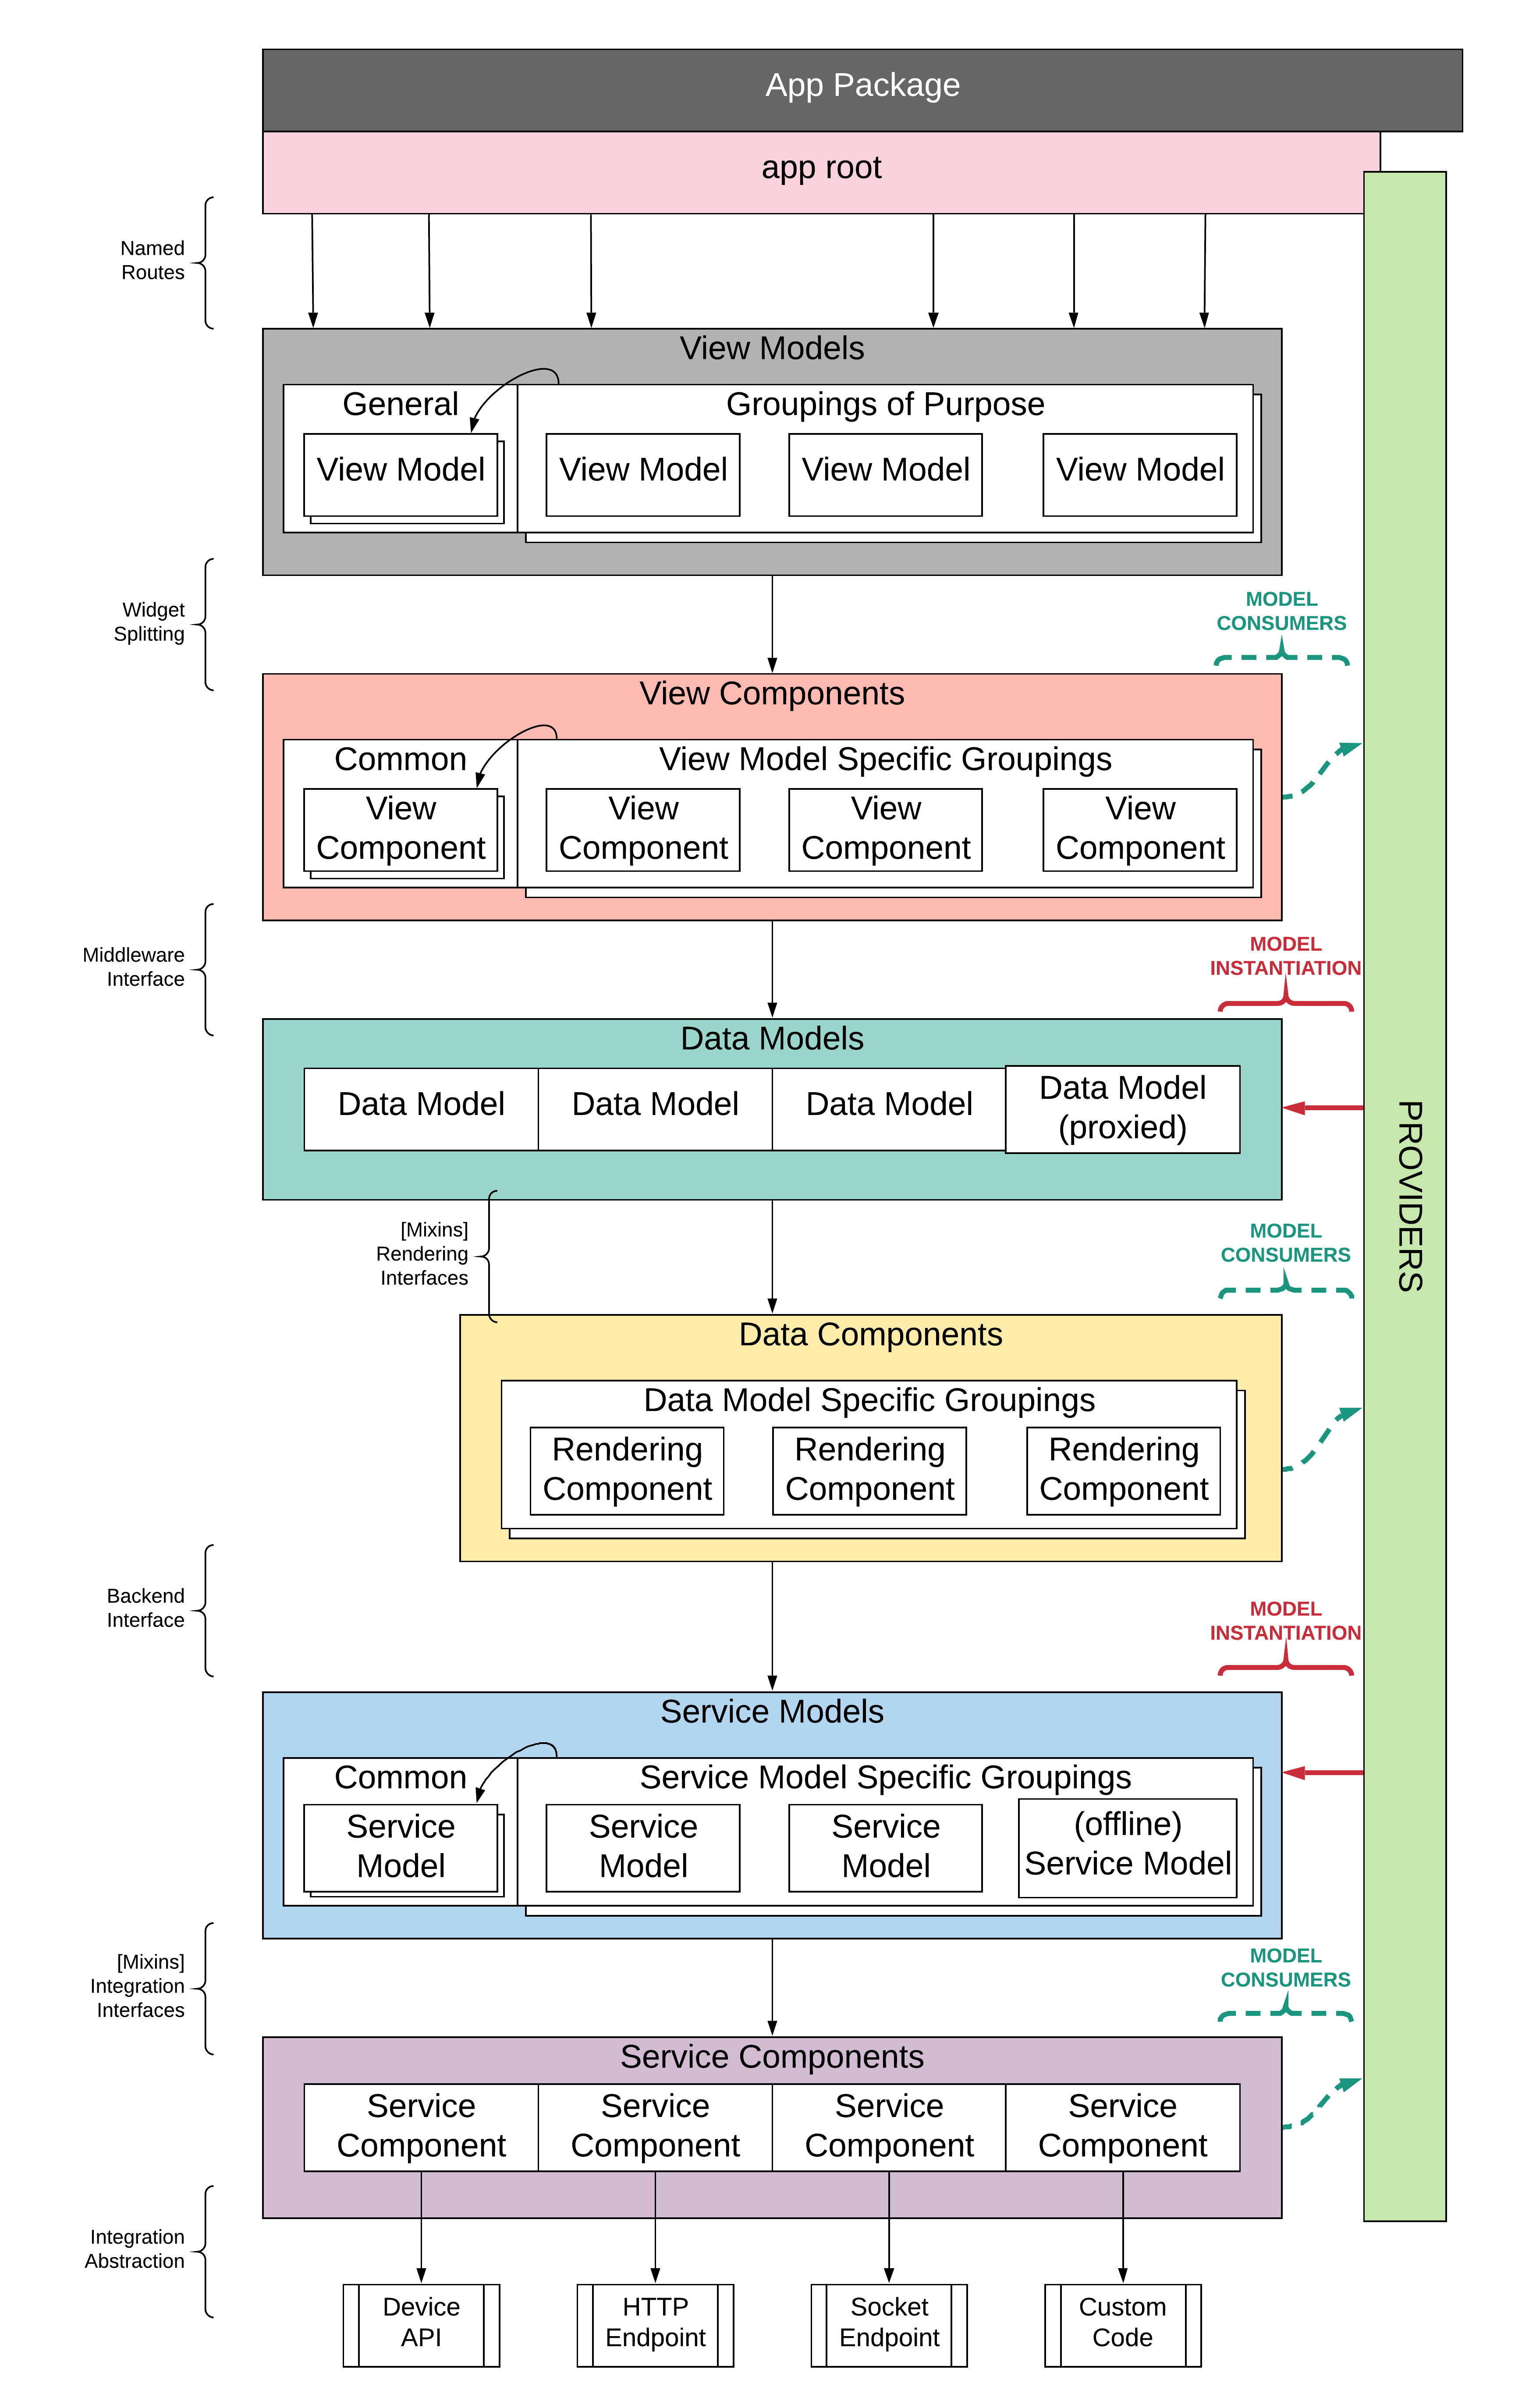 App Package
app root
Named
Routes
View Models
General
Groupings of Purpose
View Model
View Model
View Model
View Model
Widget
Splitting
MODEL
CONSUMERS
View Components
Common
View Model Specific Groupings
View
Component
View
Component
View
Component
View
Component
Middleware
Interface
MODEL
INSTANTIATION
Data Models
Data Model
Data Model
Data Model
Data Model
(proxied)
PROVIDERS
[Mixins]
Rendering
Interfaces
MODEL
CONSUMERS
Data Components
Data Model Specific Groupings
Rendering
Component
Rendering
Component
Rendering
Component
Backend
Interface
MODEL
INSTANTIATION
Service Models
Common
Service Model Specific Groupings
Service
Model
Service
Model
Service
Model
(offline)
Service Model
[Mixins]
Integration
Interfaces
MODEL
CONSUMERS
Service Components
Service
Component
Service
Component
Service
Component
Service
Component
Integration
Abstraction
Device
API
HTTP
Endpoint
Socket
Endpoint
Custom
Code